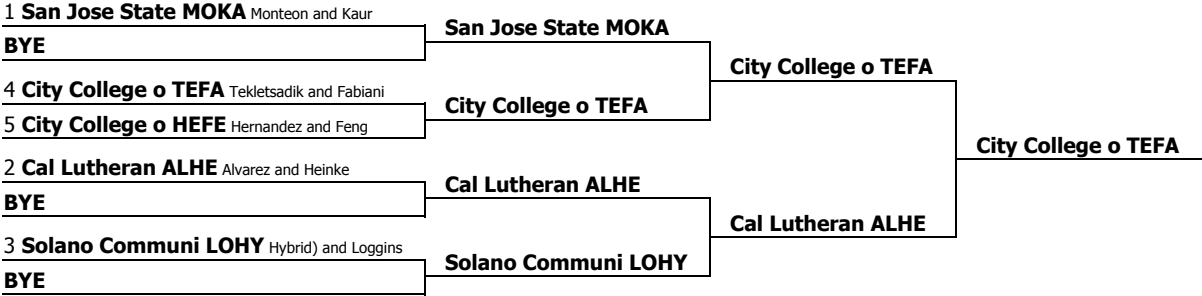 1 San Jose State MOKA Monteon and Kaur
BYE
San Jose State MOKA
4 City College o TEFA Tekletsadik and Fabiani
5 City College o HEFE Hernandez and Feng
City College o TEFA
City College o TEFA
2 Cal Lutheran ALHE Alvarez and Heinke
BYE
Cal Lutheran ALHE
3 Solano Communi LOHY Hybrid) and Loggins
BYE
Solano Communi LOHY
Cal Lutheran ALHE
City College o TEFA